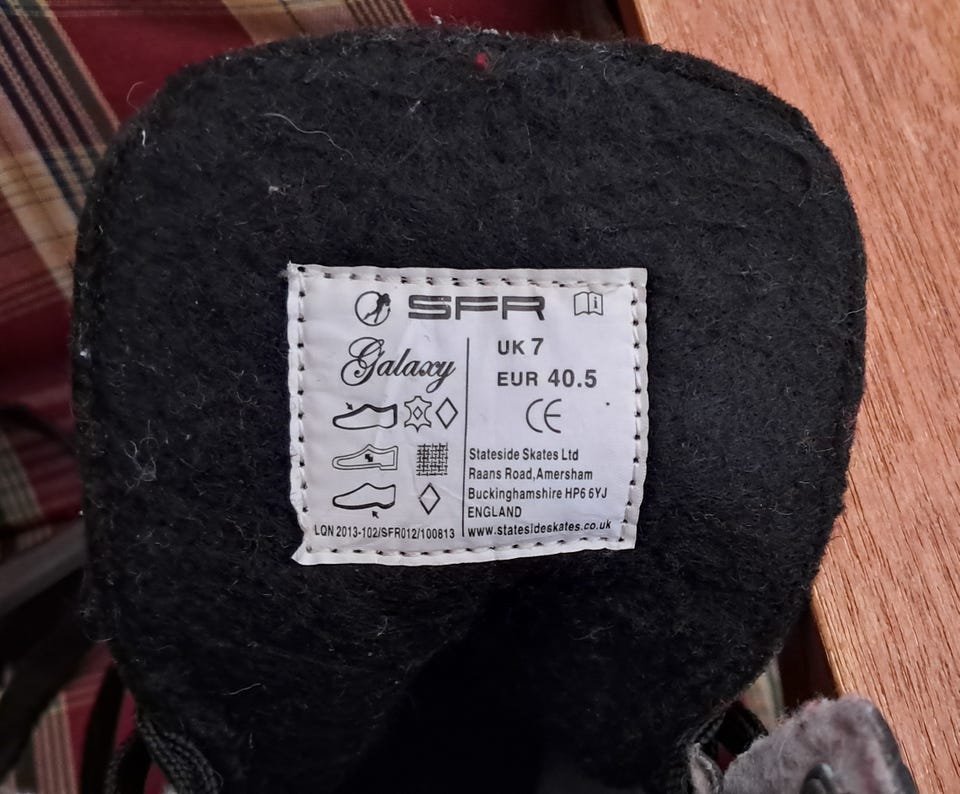 SFR
Galaxy
UK 7
EUR 40.5
CE
Stateside Skates Ltd
Raans Road,Amersham
Buckinghamshire HP6 6YJ
ENGLAND
www.statesideskates.co.uk
LQN 2013-102/SFR012/100813